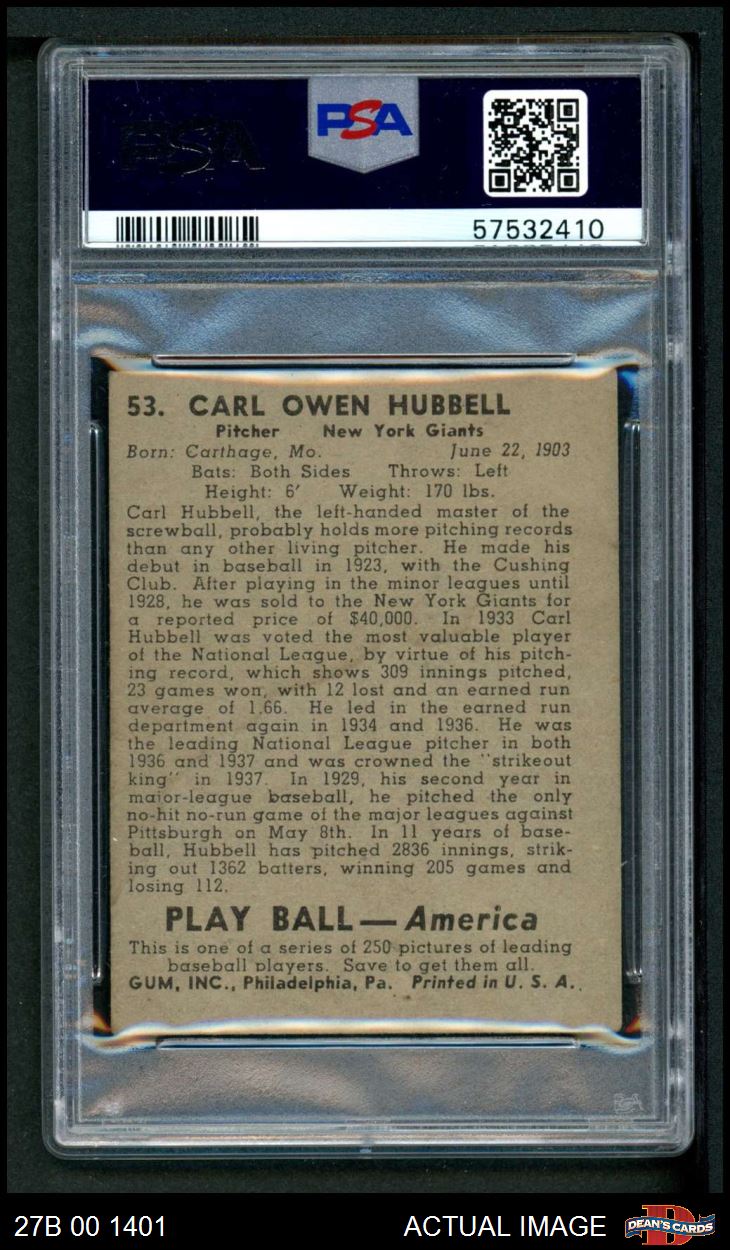 PSA
57532410
53. CARL OWEN HUBBELL
Pitcher New York Giants
Born: Carthage, Mo. June 22, 1903
Bats: Both Sides Throws: Left
Height: 6′ Weight: 170 lbs.
Carl Hubbell, the left-handed master of the
screwball, probably holds more pitching records
than any other living pitcher. He made his
debut in baseball in 1923, with the Cushing
Club. After playing in the minor leagues until
1928, he was sold to the New York Giants for
a reported price of $40,000. In 1933 Carl
Hubbell was voted the most valuable player
of the National League, by virtue of his pitch-
ing record, which shows 309 innings pitched,
23 games won, with 12 lost and an earned run
average of 1.66. He led in the earned run
department again in 1934 and 1936. He was
the leading National League pitcher in both
1936 and 1937 and was crowned the "strikeout
king" in 1937. In 1929, his second year in
major-league baseball, he pitched the only
no-hit no-run game of the major leagues against
Pittsburgh on May 8th. In 11 years of base-
ball, Hubbell has pitched 2836 innings, strik-
ing out 1362 batters, winning 205 games and
losing 112.
PLAY BALL — America
This is one of a series of 250 pictures of leading
baseball players. Save to get them all.
GUM, INC., Philadelphia, Pa. Printed in U. S. A.
27B 00 1401 ACTUAL IMAGE DEAN'S CARDS